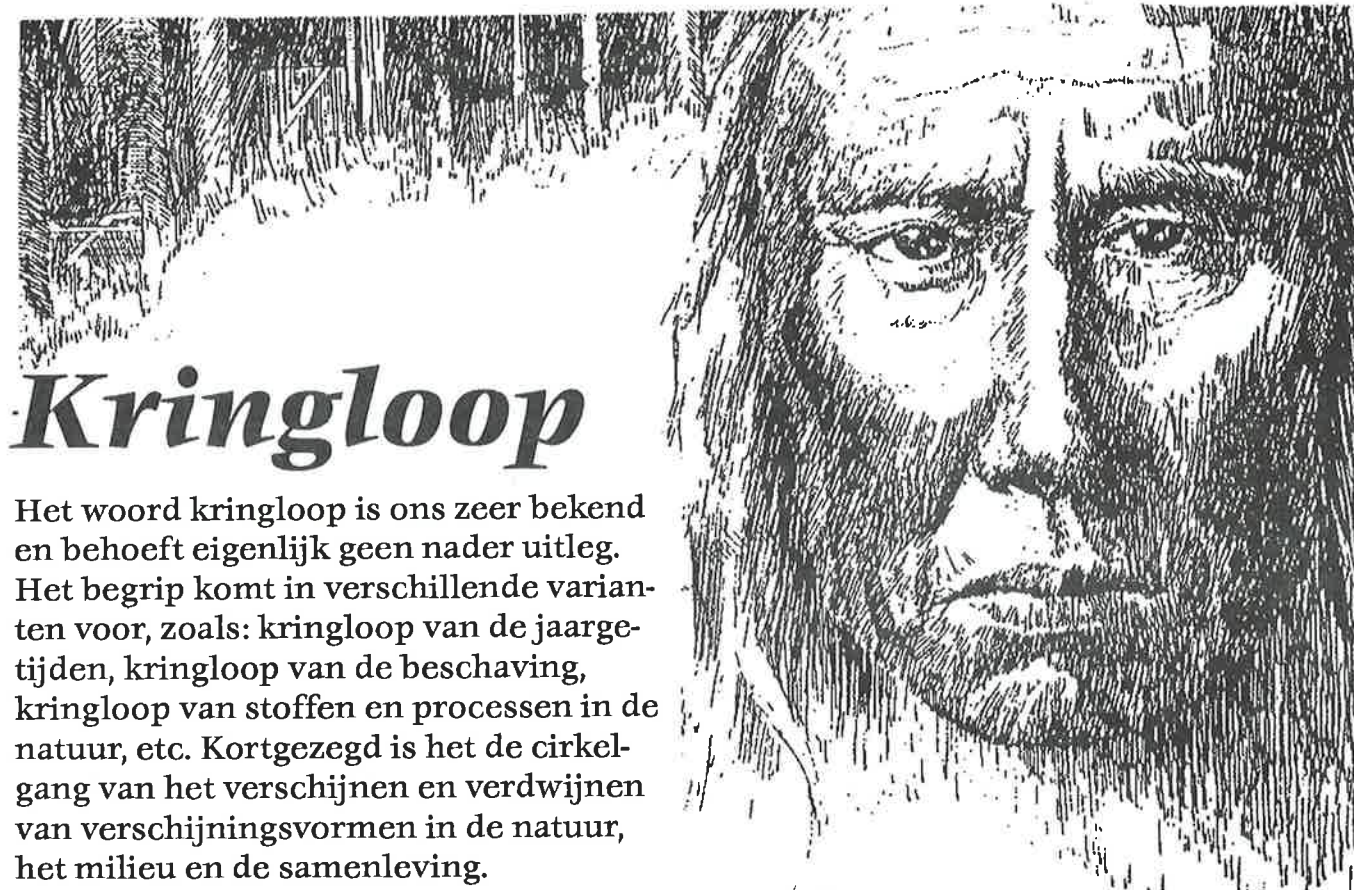 Kringloop
Het woord kringloop is ons zeer bekend
en behoeft eigenlijk geen nader uitleg.
Het begrip komt in verschillende varian-
ten voor, zoals: kringloop van de jaarge-
tijden, kringloop van de beschaving,
kringloop van stoffen en processen in de
natuur, etc. Kortgezegd is het de cirkel-
gang van het verschijnen en verdwijnen
van verschijningsvormen in de natuur,
het milieu en de samenleving.